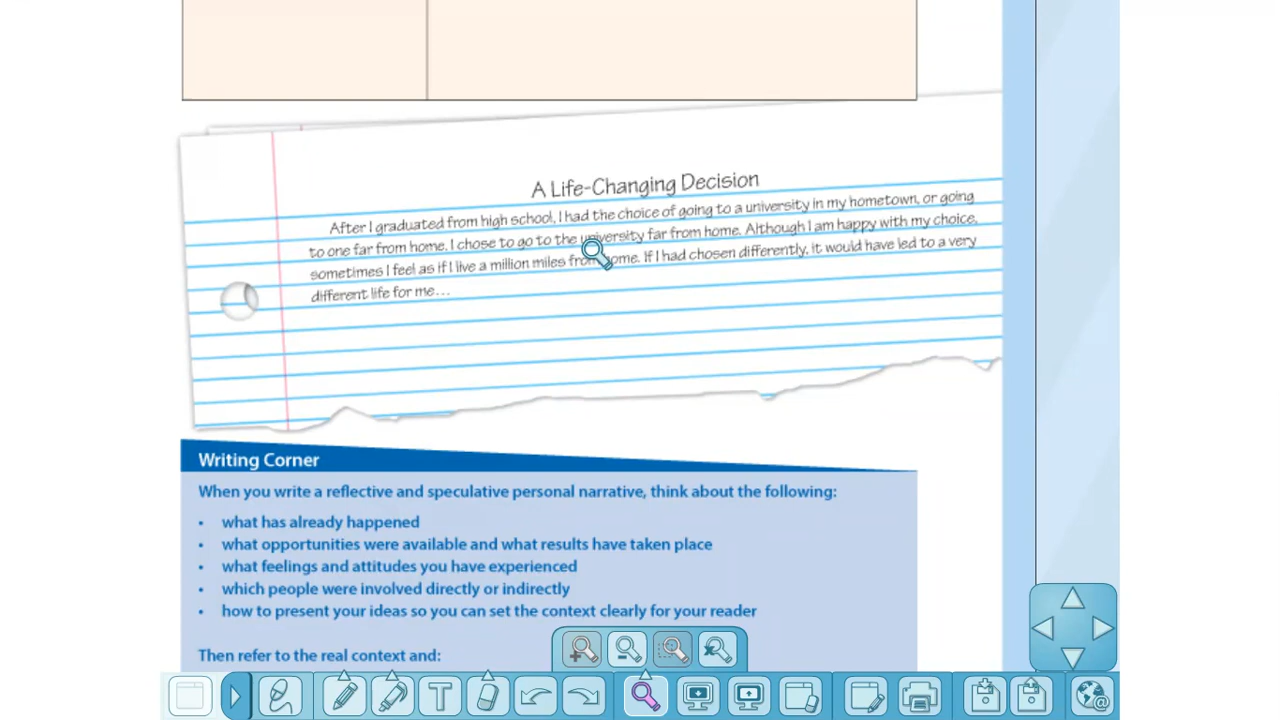 A Life-Changing Decision
After I graduated from high school, I had the choice of going to a university in my hometown, or going
to one far from home. I chose to go to the university far from home. Although I am happy with my choice,
sometimes I feel as if I live a million miles from home. If I had chosen differently, it would have led to a very
different life for me...
Writing Corner
When you write a reflective and speculative personal narrative, think about the following:
• what has already happened
• what opportunities were available and what results have taken place
• what feelings and attitudes you have experienced
• which people were involved directly or indirectly
• how to present your ideas so you can set the context clearly for your reader
Then refer to the real context and: